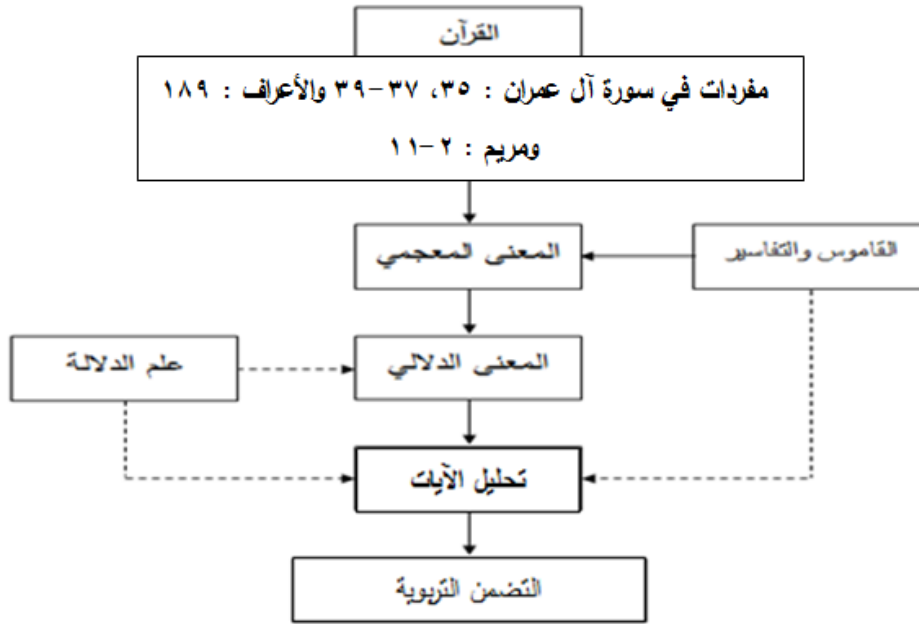 القرآن
مفردات في سورة آل عمران : ٣٥، ٣٧-٣٩ والأعراف : ١٨٩
ومريم : ٢-١١
المعنى المعجمي
القاموس والتفاسير
المعنى الدلالي
علم الدلالة
تحليل الآيات
التضمن التربوية